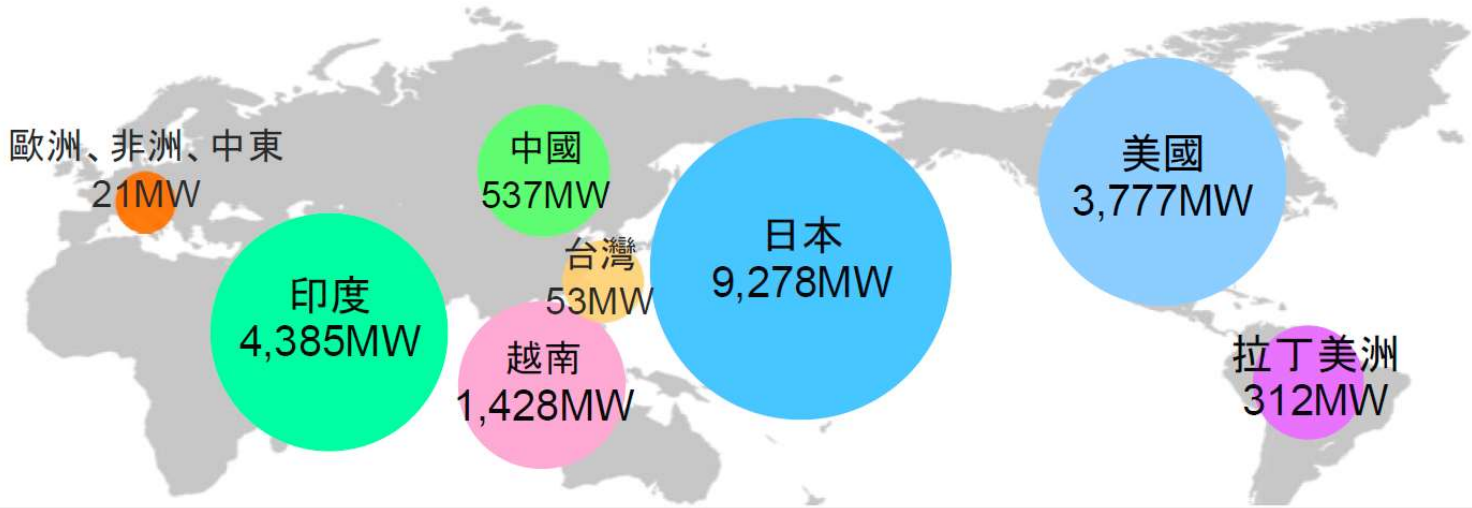 歐洲、非洲、中東
21MW
中國
537MW
美國
3,777MW
日本
9,278MW
台灣
53MW
印度
4,385MW
越南
1,428MW
拉丁美洲
312MW